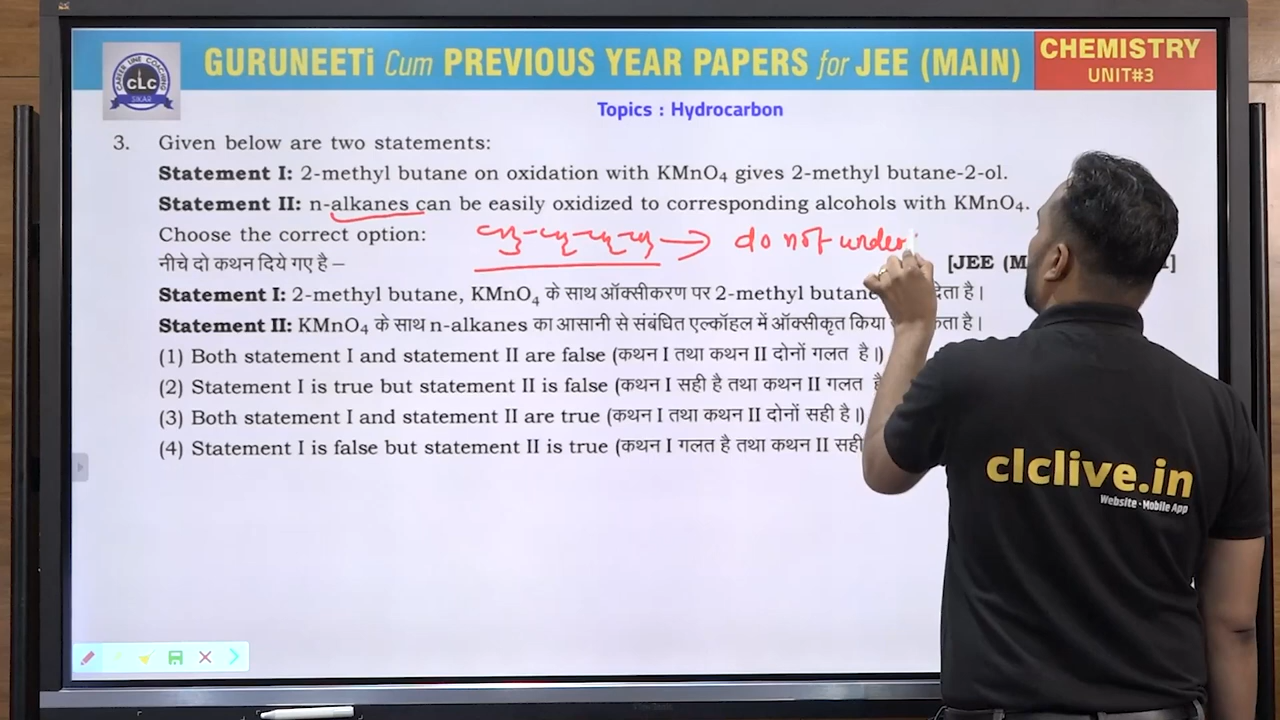 GURUNEETi Cum PREVIOUS YEAR PAPERS for JEE (MAIN)
CHEMISTRY
UNIT#3
CLC
SIKAR
Topics : Hydrocarbon
3. Given below are two statements:
Statement I: 2-methyl butane on oxidation with KMnO4 gives 2-methyl butane-2-ol.
Statement II: n-alkanes can be easily oxidized to corresponding alcohols with KMnO4.
Choose the correct option:
CH3-CH2-CH2-CH3 → do not under
नीचे दो कथन दिये गए है –
[JEE (M
Statement I: 2-methyl butane, KMnO4 के साथ ऑक्सीकरण पर 2-methyl butane देता है।
Statement II: KMnO4 के साथ n-alkanes का आसानी से संबंधित एल्कॉहल में ऑक्सीकृत किया है।
(1) Both statement I and statement II are false (कथन I तथा कथन II दोनों गलत है।)
(2) Statement I is true but statement II is false (कथन I सही है तथा कथन II गलत
(3) Both statement I and statement II are true (कथन I तथा कथन II दोनों सही है।)
(4) Statement I is false but statement II is true (कथन I गलत है तथा कथन II सही
clclive.in
Website · Mobile App